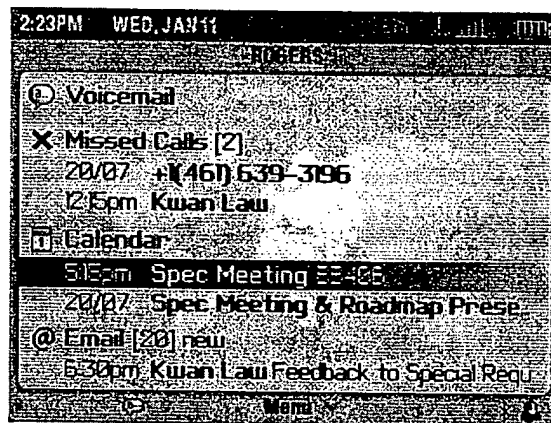 2:23PM WED, JAN 11
ROGERS
Voicemail
Missed Calls [2]
20/07 +1(461) 639-3196
12:15pm Kwan Law
Calendar
5:15pm Spec Meeting
20/07 Spec Meeting & Roadmap Prese
@ Email [20] new
6:30pm Kwan Law Feedback to Special Requ
Menu